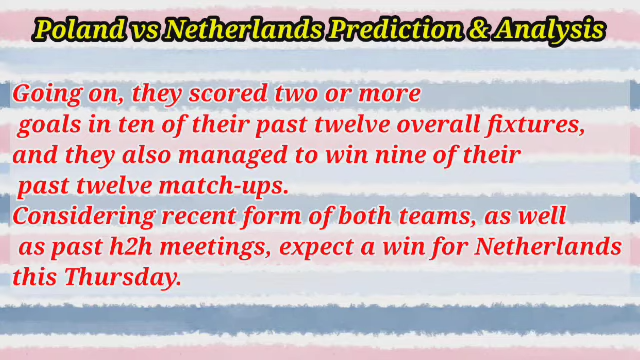 Poland vs Netherlands Prediction & Analysis
Going on, they scored two or more
goals in ten of their past twelve overall fixtures,
and they also managed to win nine of their
past twelve match-ups.
Considering recent form of both teams, as well
as past h2h meetings, expect a win for Netherlands
this Thursday.